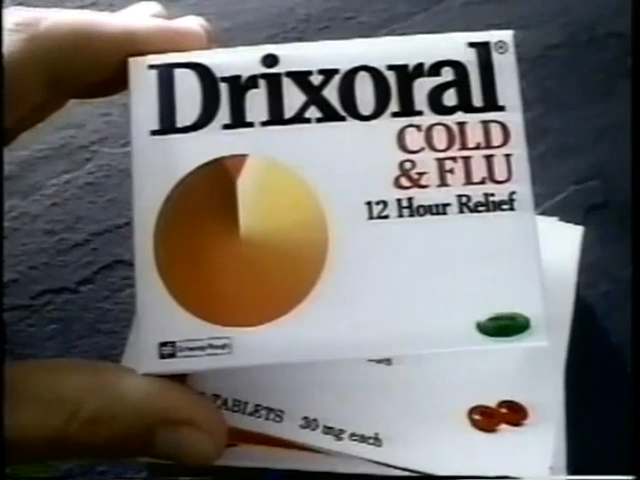 Drixoral®
COLD
& FLU
12 Hour Relief
TABLETS 30 mg each